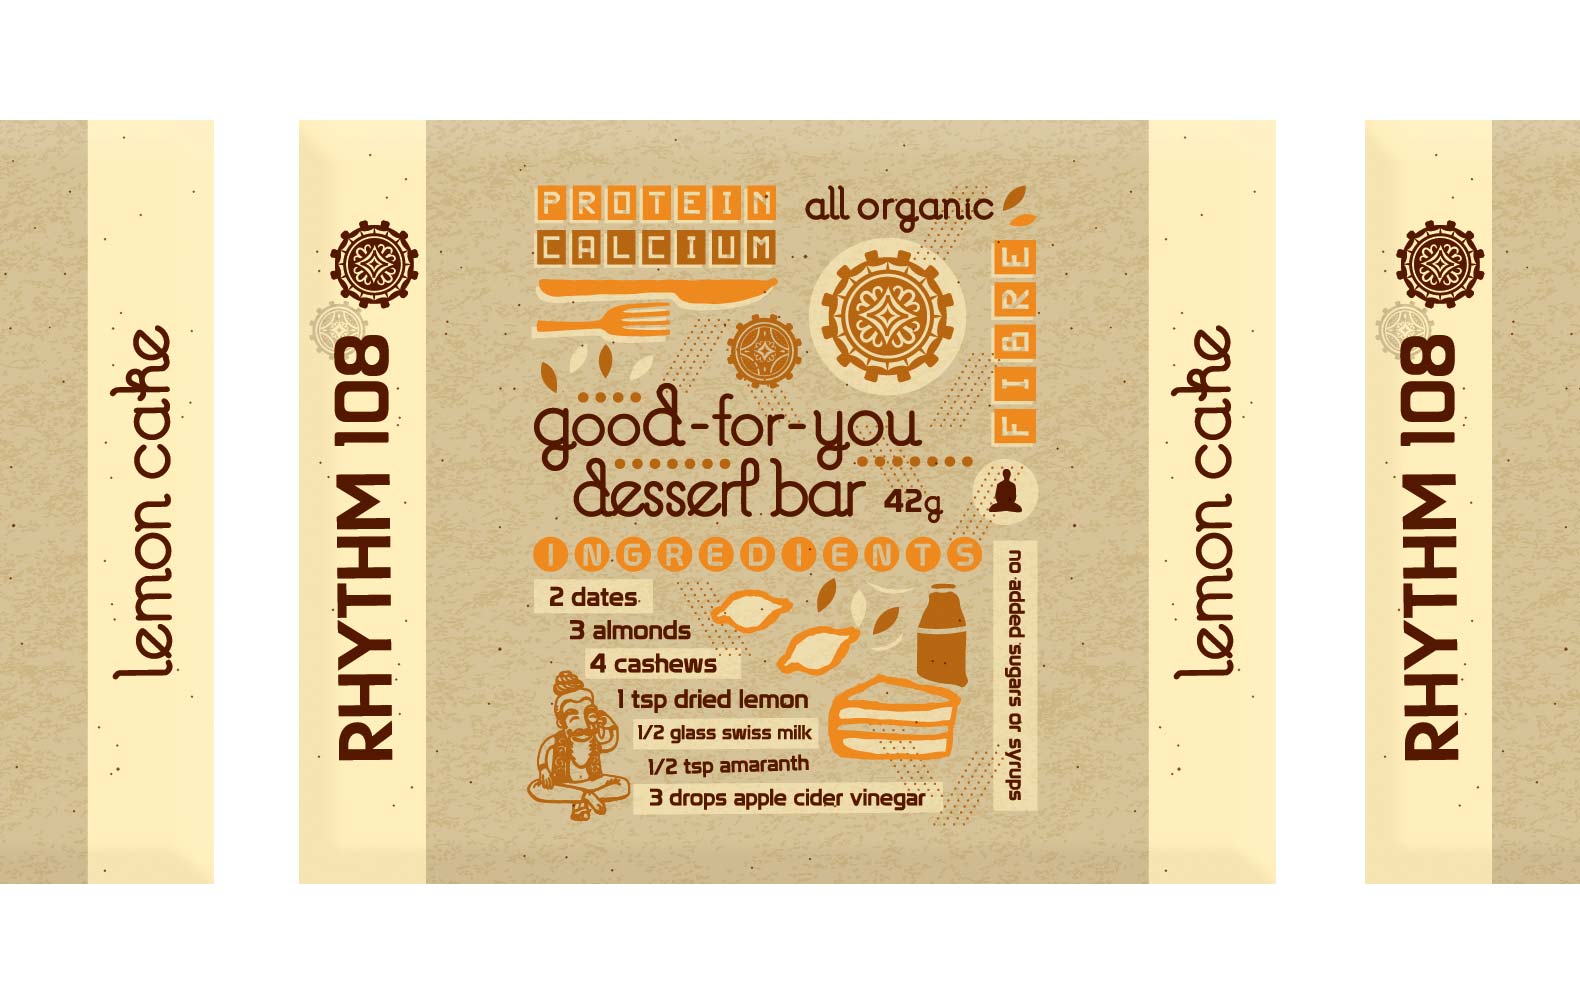 lemon cake
RHYTHM 108
PROTEIN
CALCIUM
all organic
FIBRE
good-for-you
dessert bar 42g
INGREDIENTS
2 dates
3 almonds
4 cashews
1 tsp dried lemon
1/2 glass swiss milk
1/2 tsp amaranth
3 drops apple cider vinegar
no added sugars or syrups
lemon cake
RHYTHM 108